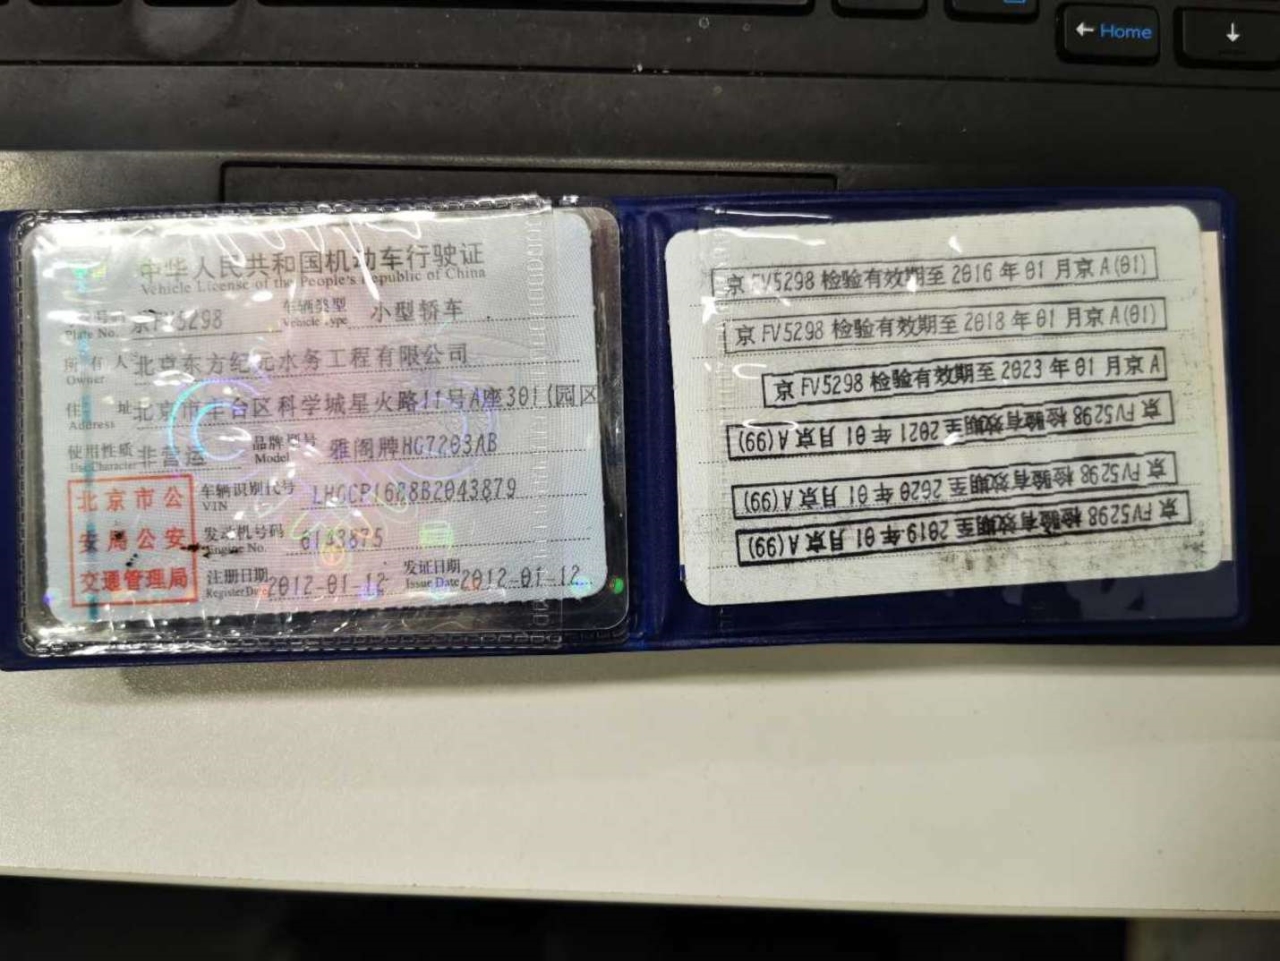 Home
中华人民共和国机动车行驶证
Vehicle License of the People's Republic of China
Plate No. 京FV5298 车辆类型 Vehicle Type 小型轿车
所有人 Owner 北京东方纪元水务工程有限公司
住址 Address 北京市丰台区科学城星火路11号A座301(园区
使用性质 Use Character 非营运 品牌型号 Model 雅阁牌HG7203AB
车辆识别代号 VIN LHGCP1628B2043879
发动机号码 Engine No. 6143875
注册日期 Register Date 2012-01-12 发证日期 Issue Date 2012-01-12
北京市公
安局公安
交通管理局
京FV5298检验有效期至2016年01月京A(01)
京FV5298检验有效期至2018年01月京A(01)
京FV5298检验有效期至2023年01月京A
京FV5298检验有效期至2021年01月京A(99)
京FV5298检验有效期至2020年01月京A(99)
京FV5298检验有效期至2019年01月京A(99)